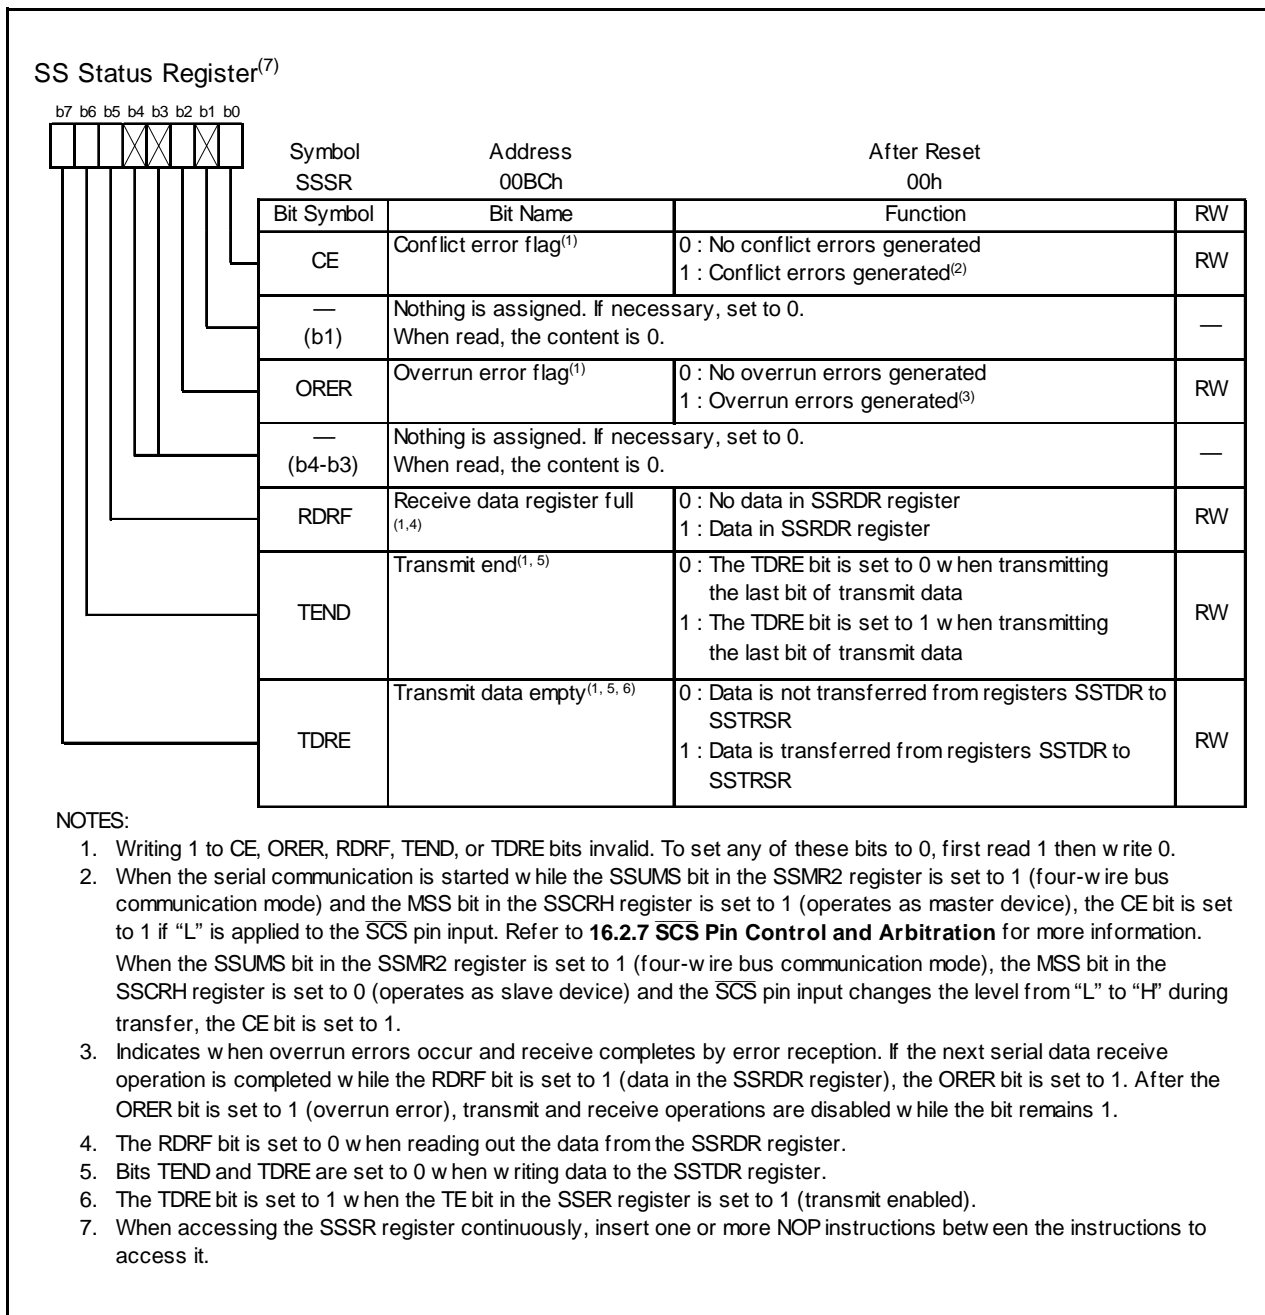 SS Status Register(7)
b7 b6 b5 b4 b3 b2 b1 b0
Symbol Address After Reset
SSSR 00BCh 00h
Bit Symbol Bit Name Function RW
CE Conflict error flag(1) 0 : No conflict errors generated RW
1 : Conflict errors generated(2)
— Nothing is assigned. If necessary, set to 0. —
(b1) When read, the content is 0.
ORER Overrun error flag(1) 0 : No overrun errors generated RW
1 : Overrun errors generated(3)
— Nothing is assigned. If necessary, set to 0. —
(b4-b3) When read, the content is 0.
RDRF Receive data register full 0 : No data in SSRDR register RW
(1,4) 1 : Data in SSRDR register
Transmit end(1, 5) 0 : The TDRE bit is set to 0 when transmitting
the last bit of transmit data
TEND 1 : The TDRE bit is set to 1 when transmitting RW
the last bit of transmit data
Transmit data empty(1, 5, 6) 0 : Data is not transferred from registers SSTDR to
SSTRSR
TDRE 1 : Data is transferred from registers SSTDR to RW
SSTRSR
NOTES:
1. Writing 1 to CE, ORER, RDRF, TEND, or TDRE bits invalid. To set any of these bits to 0, first read 1 then write 0.
2. When the serial communication is started while the SSUMS bit in the SSMR2 register is set to 1 (four-wire bus
communication mode) and the MSS bit in the SSCRH register is set to 1 (operates as master device), the CE bit is set
to 1 if “L” is applied to the SCS pin input. Refer to 16.2.7 SCS Pin Control and Arbitration for more information.
When the SSUMS bit in the SSMR2 register is set to 1 (four-wire bus communication mode), the MSS bit in the
SSCRH register is set to 0 (operates as slave device) and the SCS pin input changes the level from “L” to “H” during
transfer, the CE bit is set to 1.
3. Indicates when overrun errors occur and receive completes by error reception. If the next serial data receive
operation is completed while the RDRF bit is set to 1 (data in the SSRDR register), the ORER bit is set to 1. After the
ORER bit is set to 1 (overrun error), transmit and receive operations are disabled while the bit remains 1.
4. The RDRF bit is set to 0 when reading out the data from the SSRDR register.
5. Bits TEND and TDRE are set to 0 when writing data to the SSTDR register.
6. The TDRE bit is set to 1 when the TE bit in the SSER register is set to 1 (transmit enabled).
7. When accessing the SSSR register continuously, insert one or more NOP instructions between the instructions to
access it.